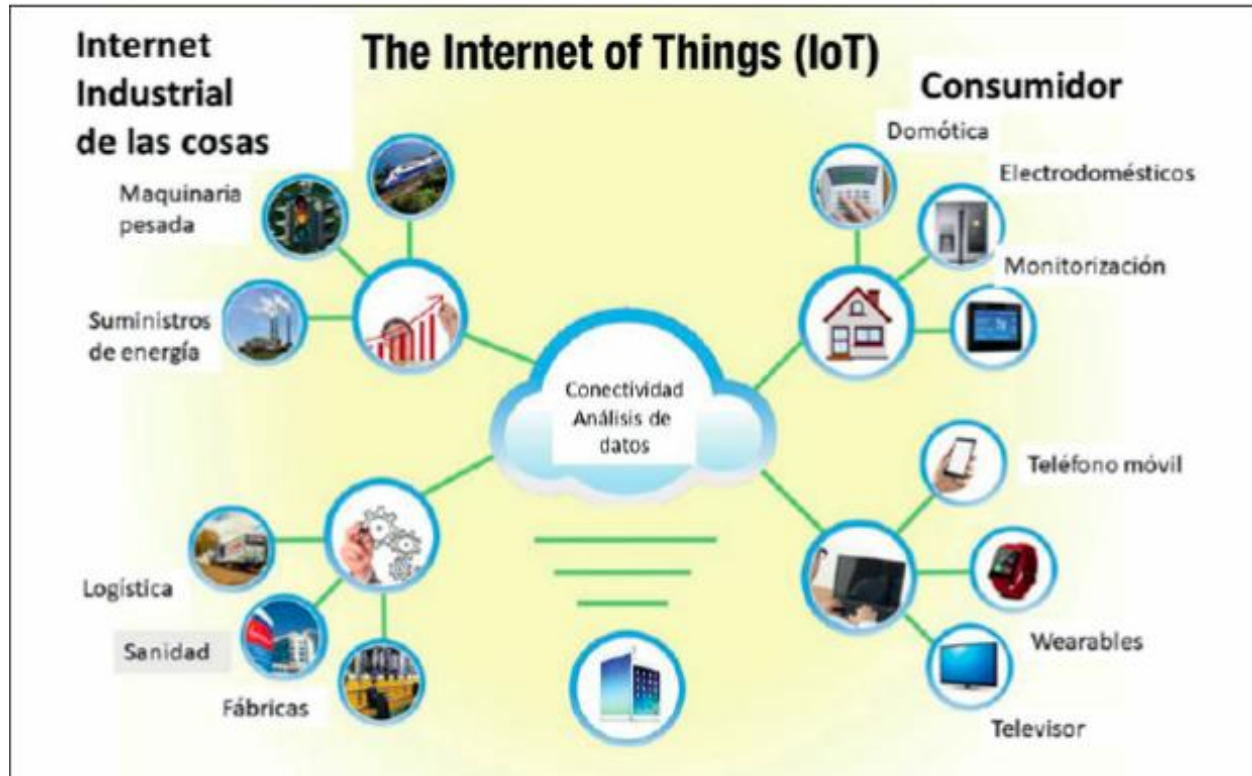 The Internet of Things (IoT)
Internet
Industrial
de las cosas
Maquinaria
pesada
Suministros
de energía
Logística
Sanidad
Fábricas
Conectividad
Análisis de
datos
Consumidor
Domótica
Electrodomésticos
Monitorización
Teléfono móvil
Wearables
Televisor